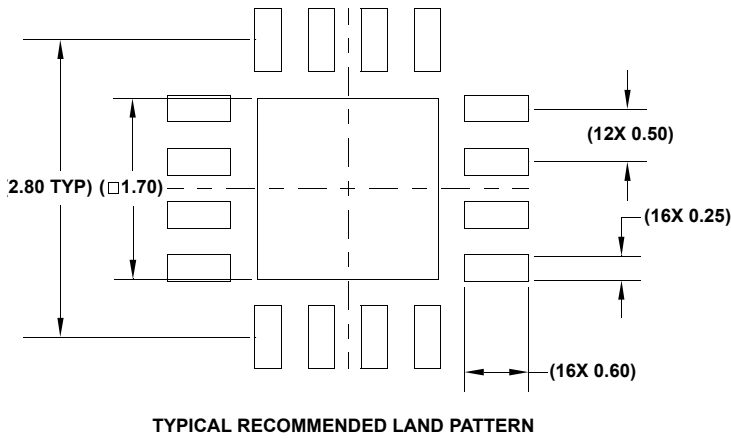 (12X 0.50)
2.80 TYP) (□1.70)
(16X 0.25)
(16X 0.60)
TYPICAL RECOMMENDED LAND PATTERN